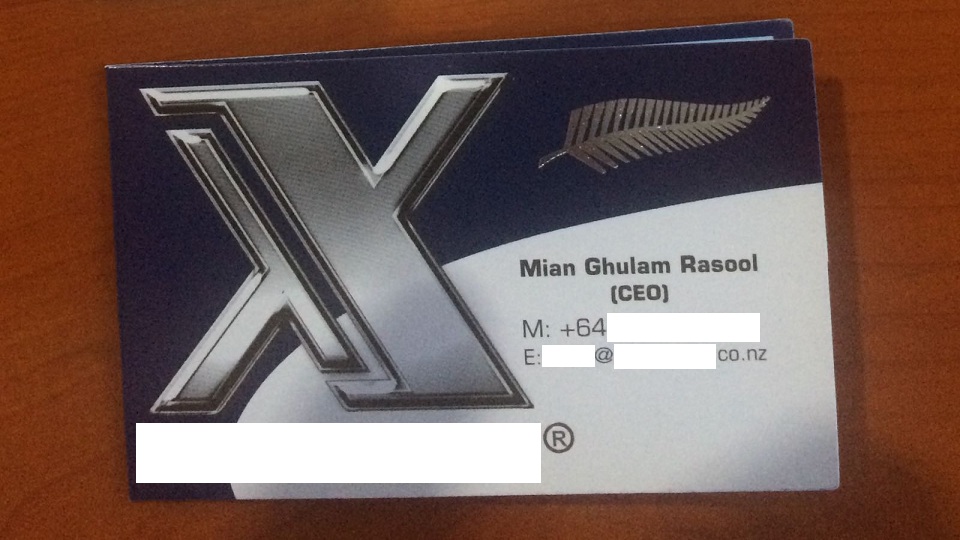 X
Mian Ghulam Rasool
(CEO)
M: +64
E: @ co.nz
®